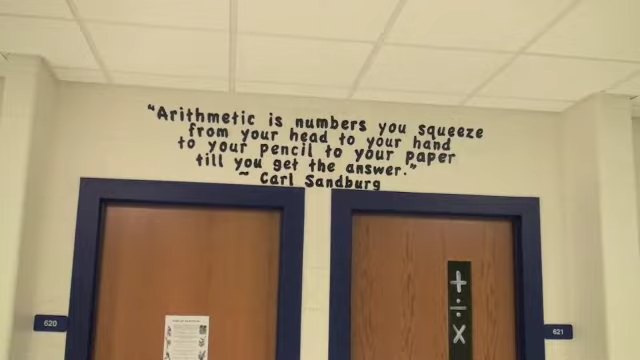 "Arithmetic is numbers you squeeze
from your head to your hand
to your pencil to your paper
till you get the answer."
~ Carl Sandburg
620
621
+
÷
x